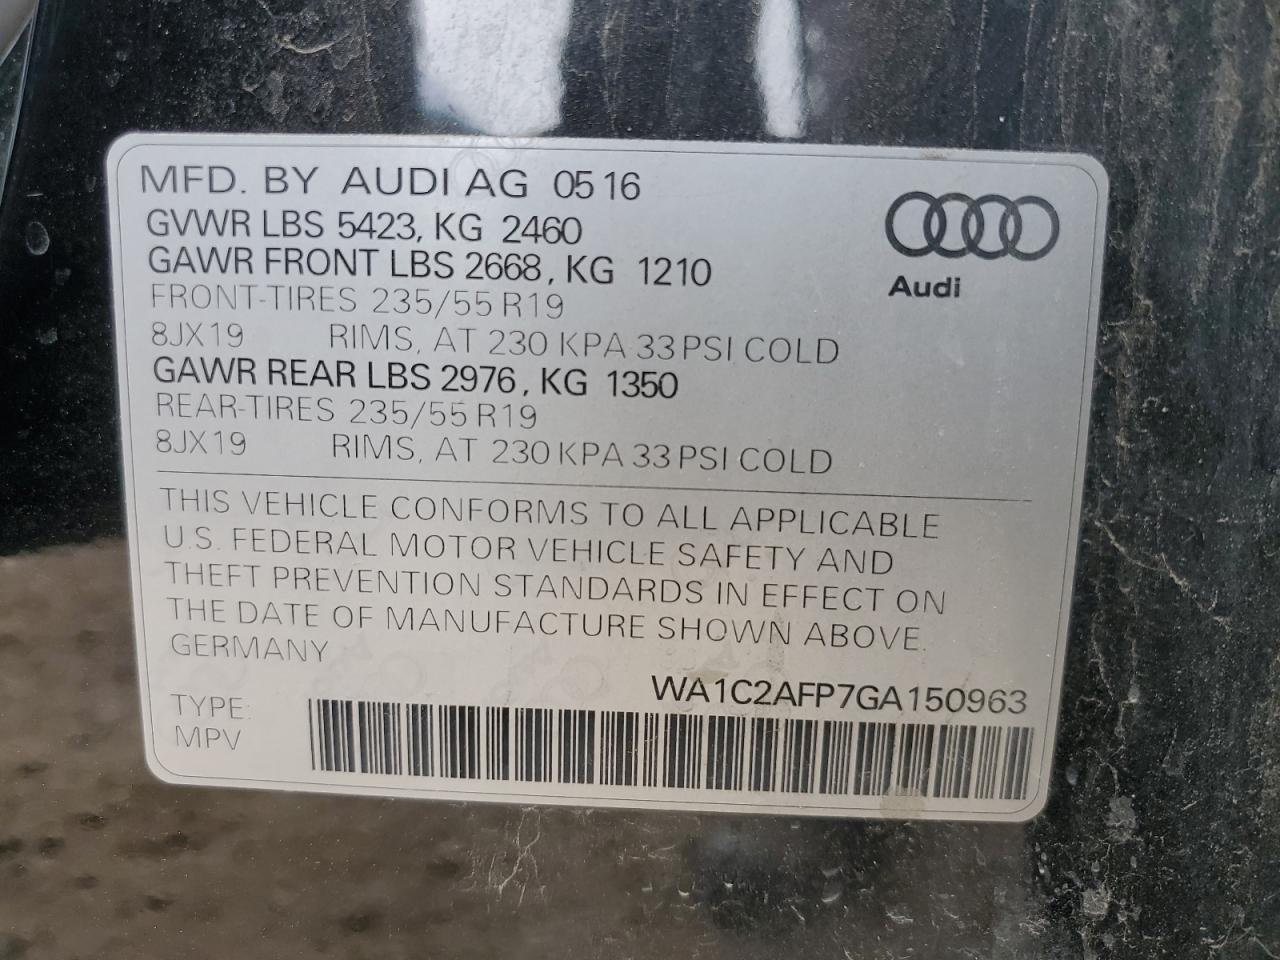 MFD. BY AUDI AG 05 16
GVWR LBS 5423, KG 2460
GAWR FRONT LBS 2668, KG 1210
FRONT-TIRES 235/55 R19
8JX19 RIMS, AT 230 KPA 33 PSI COLD
GAWR REAR LBS 2976, KG 1350
REAR-TIRES 235/55 R19
8JX19 RIMS, AT 230 KPA 33 PSI COLD
Audi
THIS VEHICLE CONFORMS TO ALL APPLICABLE
U.S. FEDERAL MOTOR VEHICLE SAFETY AND
THEFT PREVENTION STANDARDS IN EFFECT ON
THE DATE OF MANUFACTURE SHOWN ABOVE.
GERMANY
WA1C2AFP7GA150963
TYPE:
MPV